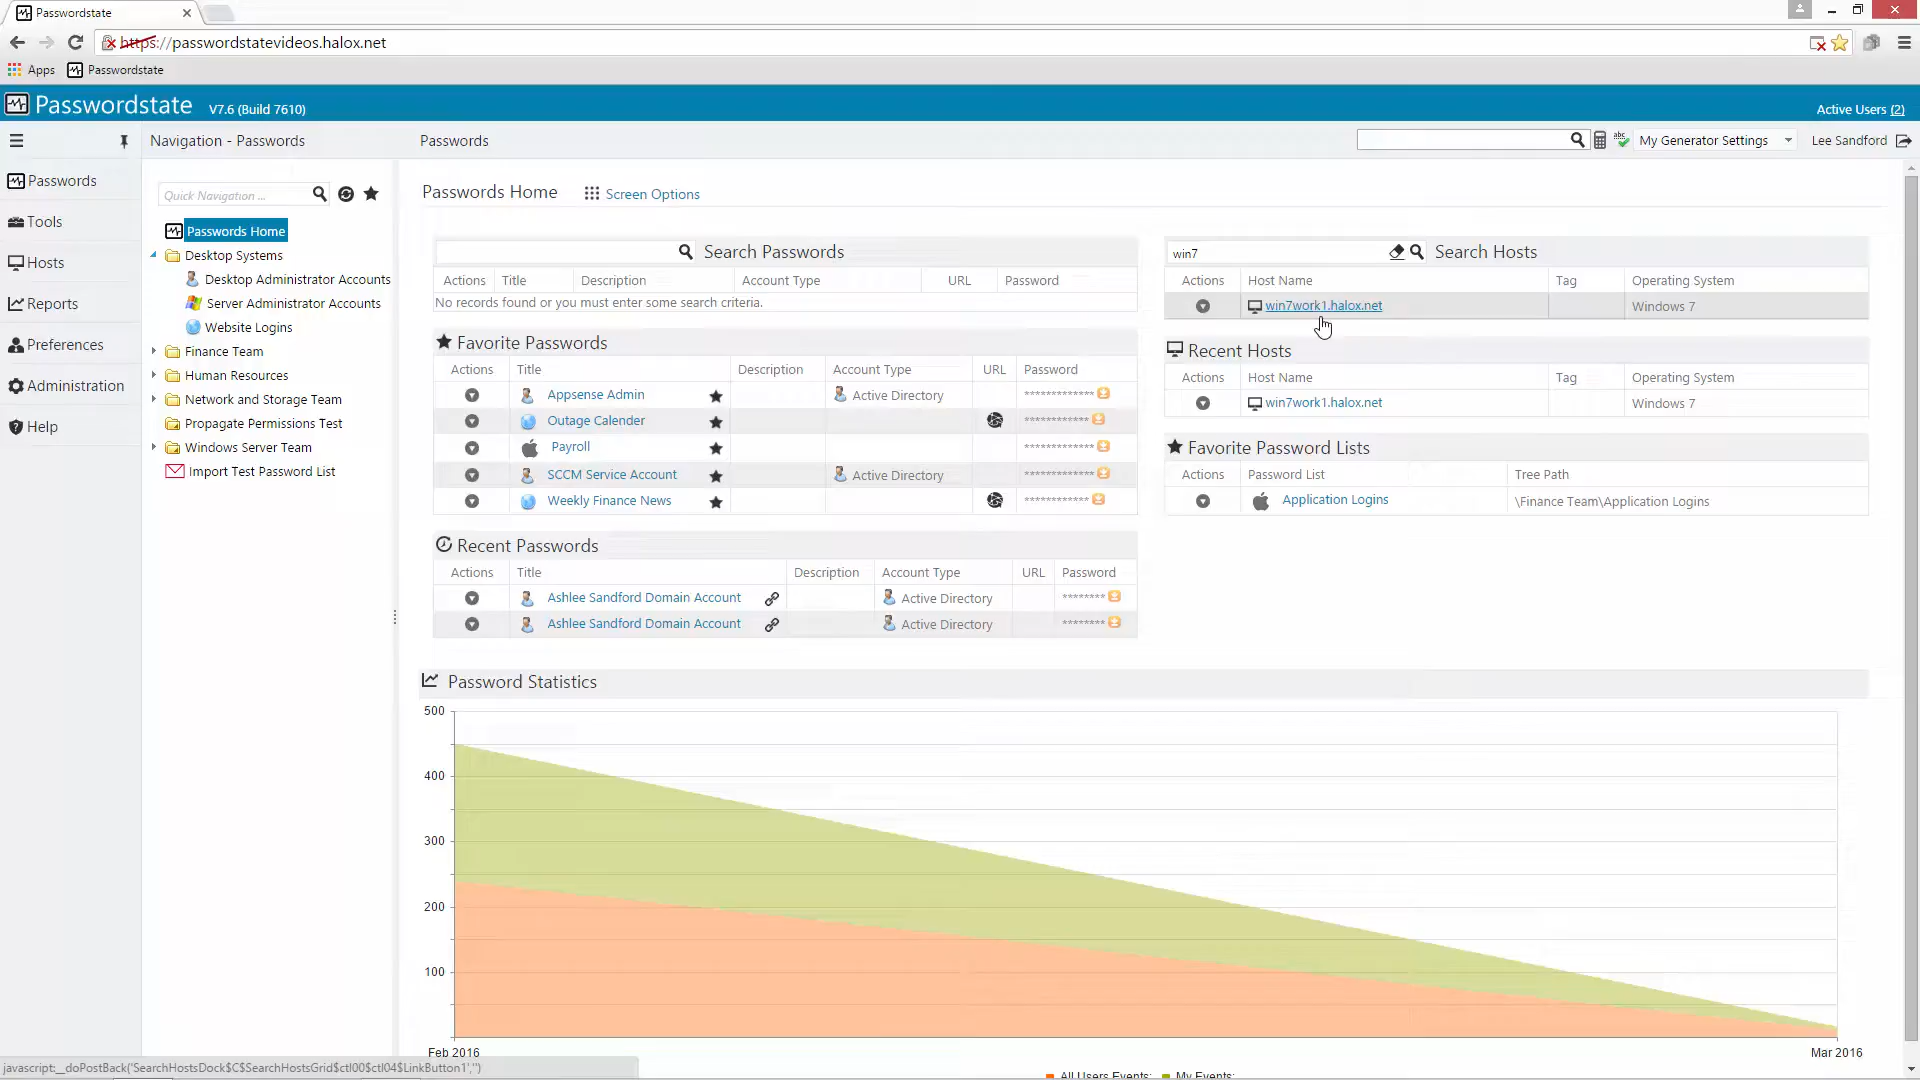 Passwordstate
https://passwordstatevideos.halox.net
Apps Passwordstate
Passwordstate V7.6 (Build 7610) Active Users (2)
Navigation - Passwords Passwords My Generator Settings Lee Sandford
Passwords
Tools
Hosts
Reports
Preferences
Administration
Help
Quick Navigation ...
Passwords Home
Desktop Systems
Desktop Administrator Accounts
Server Administrator Accounts
Website Logins
Finance Team
Human Resources
Network and Storage Team
Propagate Permissions Test
Windows Server Team
Import Test Password List
Passwords Home Screen Options
Search Passwords
Actions Title Description Account Type URL Password
No records found or you must enter some search criteria.
Favorite Passwords
Actions Title Description Account Type URL Password
Appsense Admin Active Directory *************
Outage Calender ************
Payroll *************
SCCM Service Account Active Directory *************
Weekly Finance News ************
Recent Passwords
Actions Title Description Account Type URL Password
Ashlee Sandford Domain Account Active Directory ********
Ashlee Sandford Domain Account Active Directory ********
win7 Search Hosts
Actions Host Name Tag Operating System
win7work1.halox.net Windows 7
Recent Hosts
Actions Host Name Tag Operating System
win7work1.halox.net Windows 7
Favorite Password Lists
Actions Password List Tree Path
Application Logins \Finance Team\Application Logins
Password Statistics
500
400
300
200
100
Feb 2016 Mar 2016
All Users Events: My Events:
javascript:__doPostBack('SearchHostsDock$C$SearchHostsGrid$ctl00$ctl04$LinkButton1','')